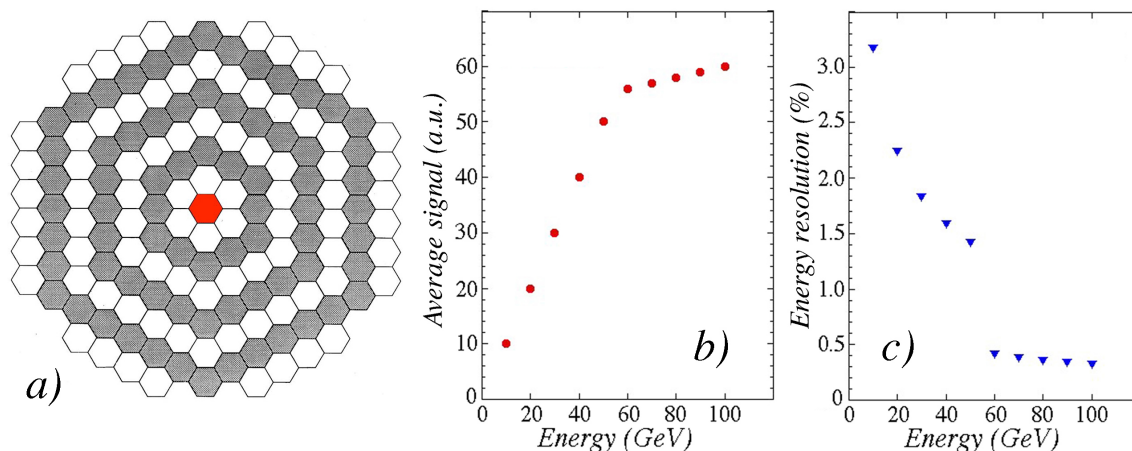 a)
Average signal (a.u.)
60
50
40
30
20
10
0
0 20 40 60 80 100
Energy (GeV)
b)
Energy resolution (%)
3.0
2.5
2.0
1.5
1.0
0.5
0
0 20 40 60 80 100
Energy (GeV)
c)